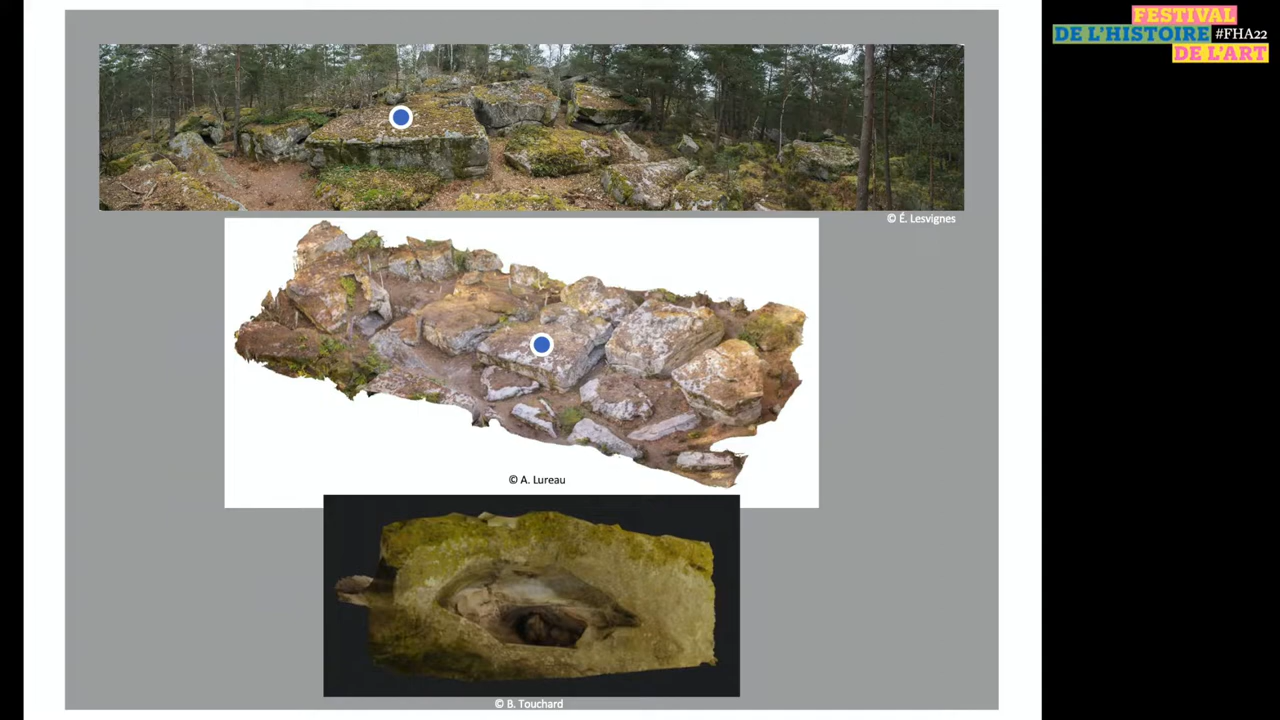 FESTIVAL
DE L'HISTOIRE #FHA22
DE L'ART
© É. Lesvignes
© A. Lureau
© B. Touchard